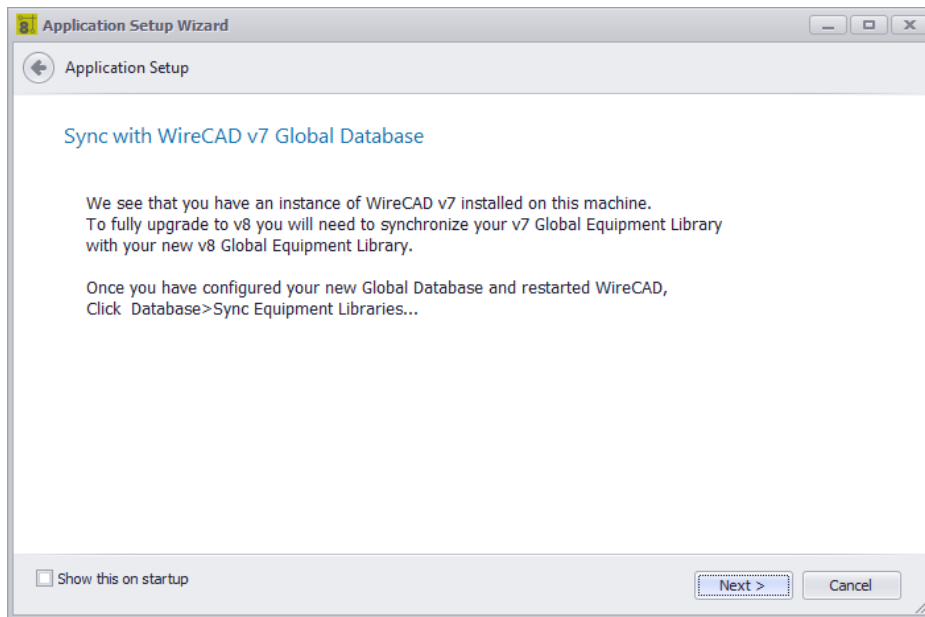 8 Application Setup Wizard
Application Setup
Sync with WireCAD v7 Global Database
We see that you have an instance of WireCAD v7 installed on this machine.
To fully upgrade to v8 you will need to synchronize your v7 Global Equipment Library
with your new v8 Global Equipment Library.
Once you have configured your new Global Database and restarted WireCAD,
Click  Database>Sync Equipment Libraries...
Show this on startup
Next >
Cancel